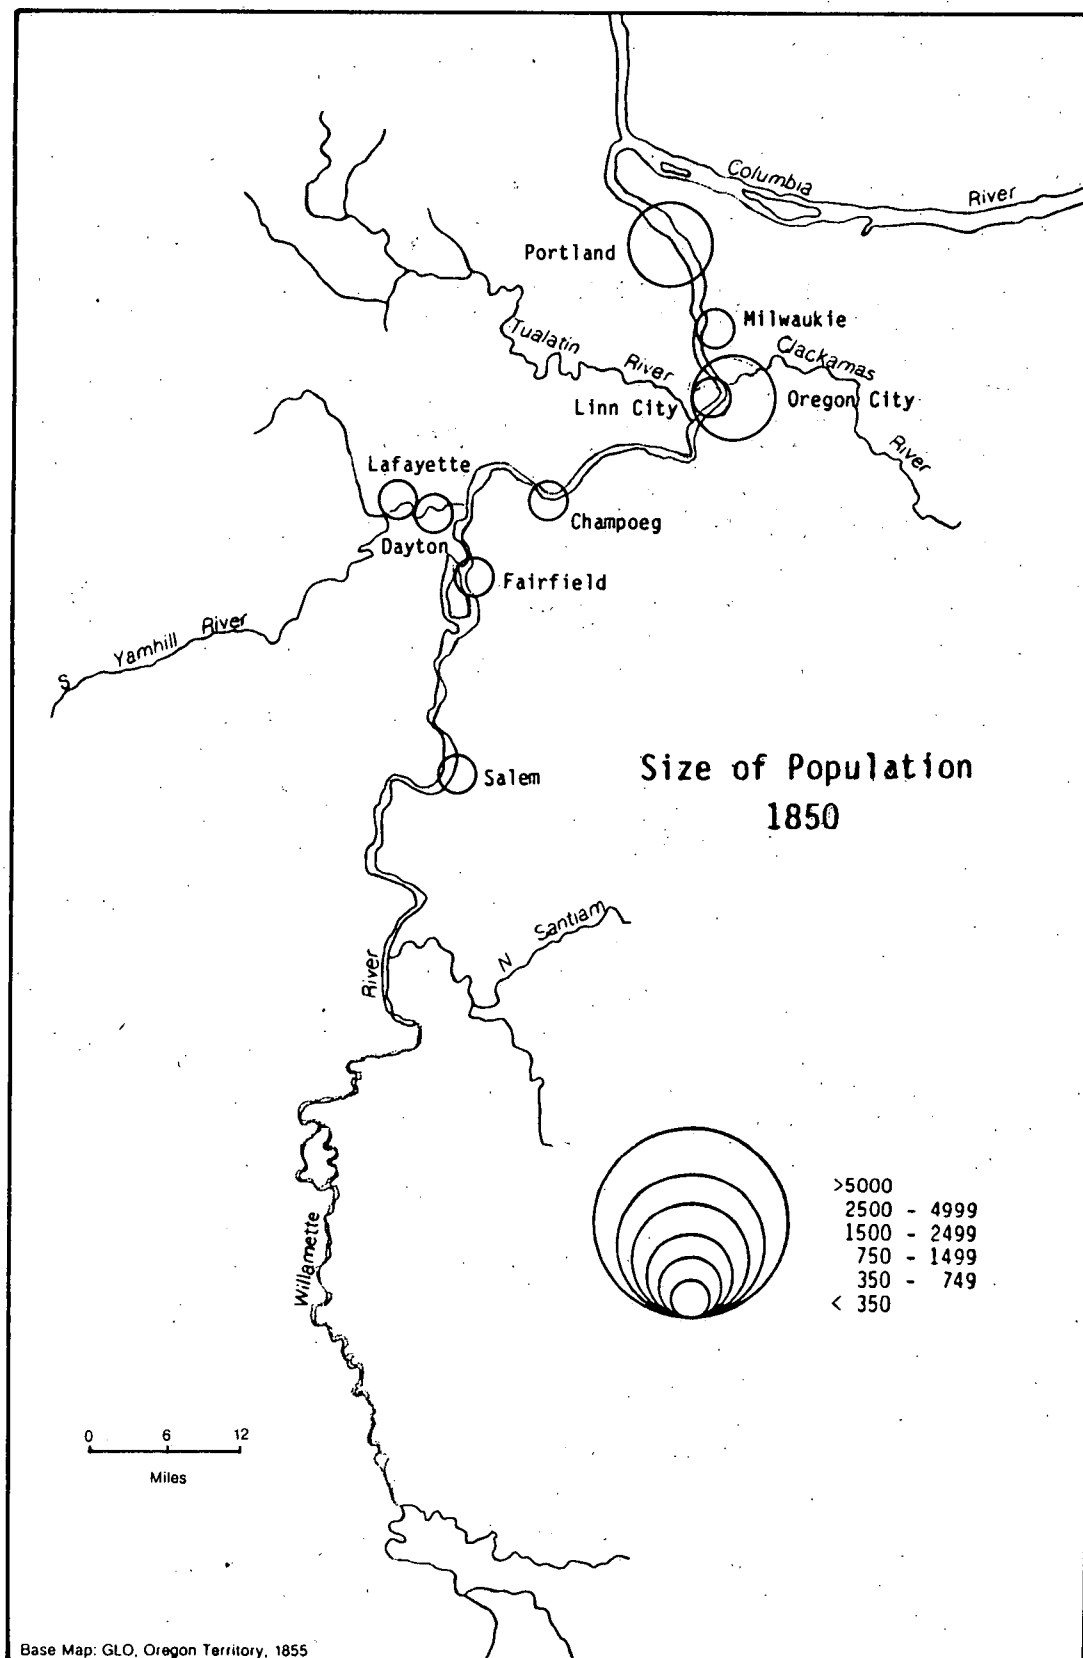 Columbia
River
Portland
Milwaukie
Tualatin
River
Clackamas
River
Linn City
Oregon City
Lafayette
Champoeg
Dayton
Fairfield
S Yamhill River
Salem
Size of Population
1850
N Santiam
River
Willamette
>5000
2500 - 4999
1500 - 2499
750 - 1499
350 - 749
< 350
0 6 12
Miles
Base Map: GLO, Oregon Territory, 1855